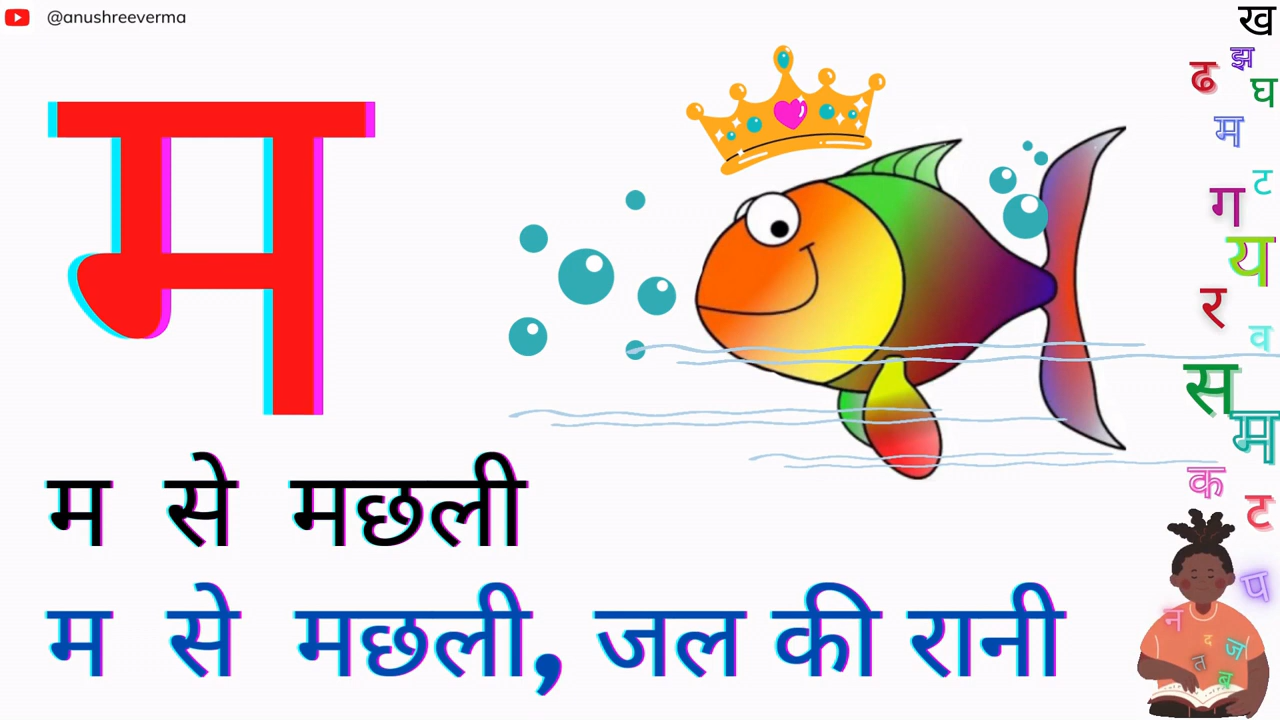 @anushreeverma
म
म से मछली
म से मछली, जल की रानी
ख
झ
ढ
घ
म
ट
ग
य
र
व
स
म
क
ट
प
न
द
ज
त
ब